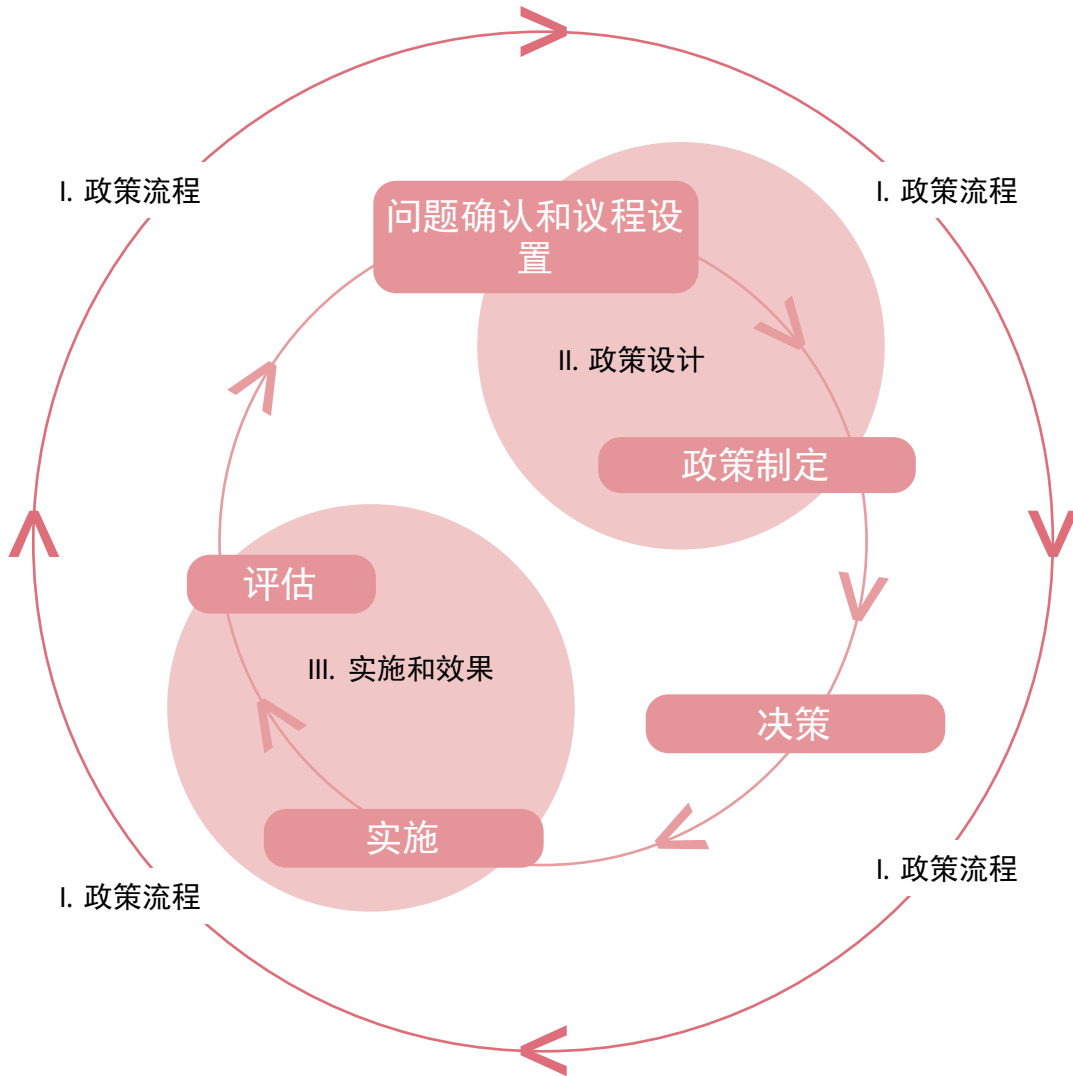 I. 政策流程
I. 政策流程
问题确认和议程设
置
II. 政策设计
政策制定
评估
III. 实施和效果
决策
实施
I. 政策流程
I. 政策流程